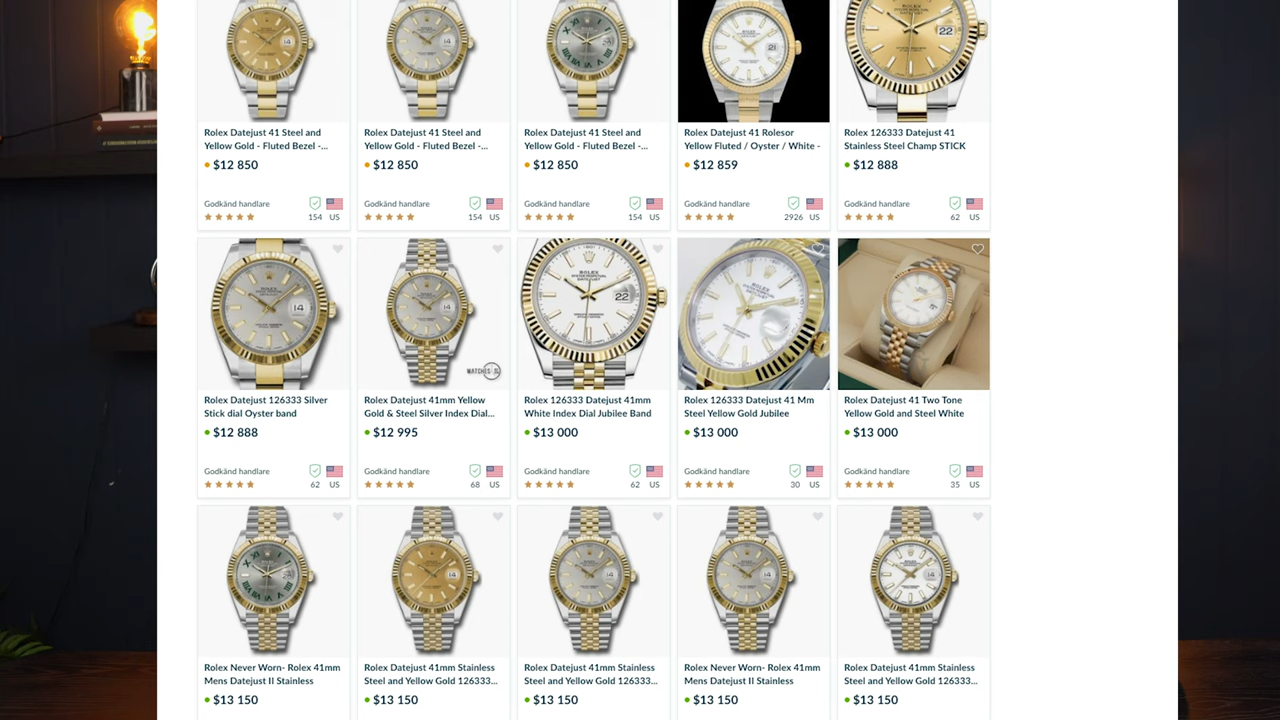 Rolex Datejust 41 Steel and
Yellow Gold - Fluted Bezel -...
$12 850
Godkänd handlare
154 US
Rolex Datejust 41 Steel and
Yellow Gold - Fluted Bezel -...
$12 850
Godkänd handlare
154 US
Rolex Datejust 41 Steel and
Yellow Gold - Fluted Bezel -...
$12 850
Godkänd handlare
154 US
Rolex Datejust 41 Rolesor
Yellow Fluted / Oyster / White -
$12 859
Godkänd handlare
2926 US
22
Rolex 126333 Datejust 41
Stainless Steel Champ STICK
$12 888
Godkänd handlare
62 US
14
Rolex Datejust 126333 Silver
Stick dial Oyster band
$12 888
Godkänd handlare
62 US
Rolex Datejust 41mm Yellow
Gold & Steel Silver Index Dial...
$12 995
Godkänd handlare
68 US
ROLEX
OYSTER PERPETUAL
DATEJUST
22
Rolex 126333 Datejust 41mm
White Index Dial Jubilee Band
$13 000
Godkänd handlare
62 US
ROLEX
Rolex 126333 Datejust 41 Mm
Steel Yellow Gold Jubilee
$13 000
Godkänd handlare
30 US
Rolex Datejust 41 Two Tone
Yellow Gold and Steel White
$13 000
Godkänd handlare
35 US
Rolex Never Worn- Rolex 41mm
Mens Datejust II Stainless
$13 150
Rolex Datejust 41mm Stainless
Steel and Yellow Gold 126333...
$13 150
Rolex Datejust 41mm Stainless
Steel and Yellow Gold 126333...
$13 150
Rolex Never Worn- Rolex 41mm
Mens Datejust II Stainless
$13 150
Rolex Datejust 41mm Stainless
Steel and Yellow Gold 126333...
$13 150